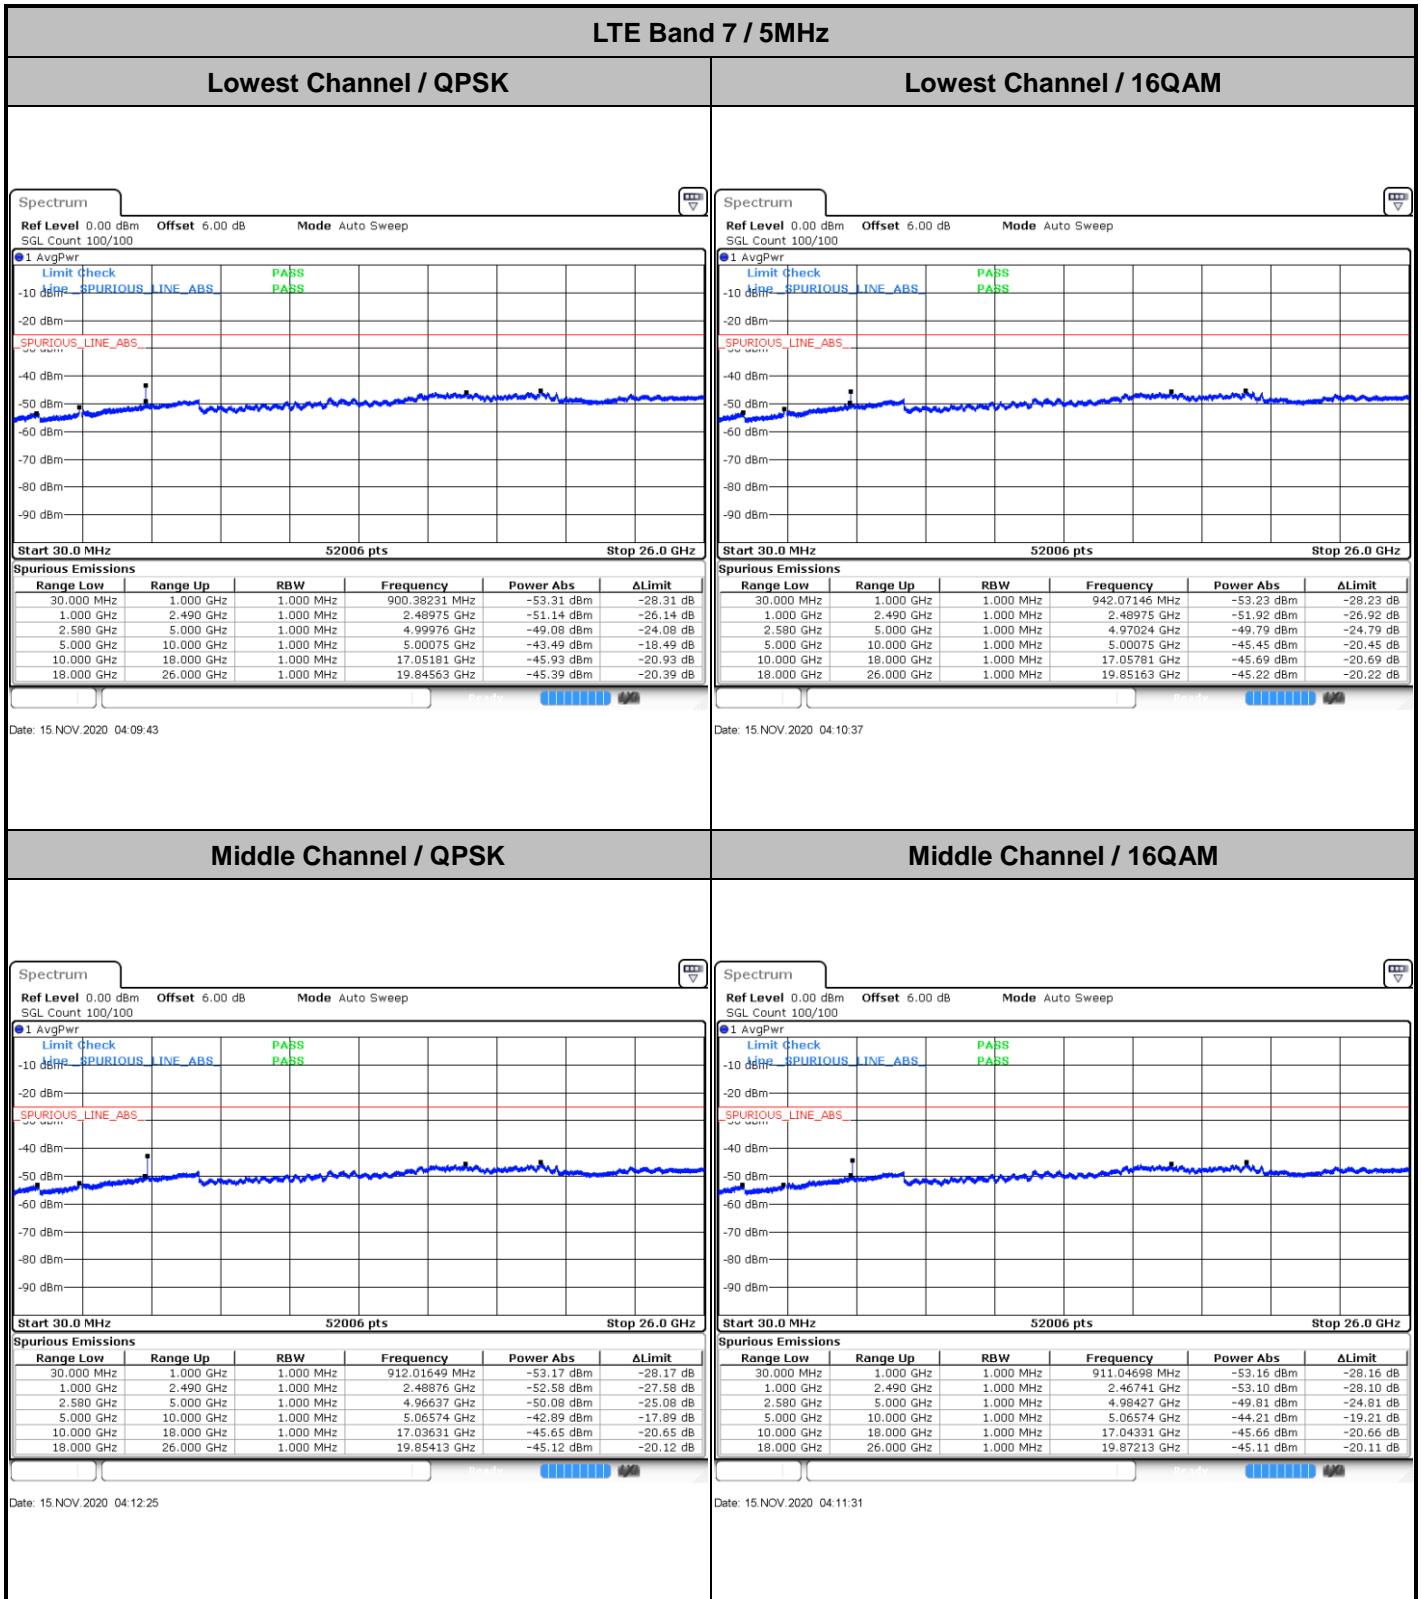 LTE Band 7 / 5MHz
Lowest Channel / QPSK
Lowest Channel / 16QAM
Spectrum
Ref Level 0.00 dBm Offset 6.00 dB Mode Auto Sweep
SGL Count 100/100
1 AvgPwr
Limit Check PASS
Line _SPURIOUS_LINE_ABS_ PASS
-10 dBm
-20 dBm
_SPURIOUS_LINE_ABS_
-30 dBm
-40 dBm
-50 dBm
-60 dBm
-70 dBm
-80 dBm
-90 dBm
Start 30.0 MHz 52006 pts Stop 26.0 GHz
Spurious Emissions
Range Low Range Up RBW Frequency Power Abs ΔLimit
30.000 MHz 1.000 GHz 1.000 MHz 900.38231 MHz -53.31 dBm -28.31 dB
1.000 GHz 2.490 GHz 1.000 MHz 2.48975 GHz -51.14 dBm -26.14 dB
2.580 GHz 5.000 GHz 1.000 MHz 4.99976 GHz -49.08 dBm -24.08 dB
5.000 GHz 10.000 GHz 1.000 MHz 5.00075 GHz -43.49 dBm -18.49 dB
10.000 GHz 18.000 GHz 1.000 MHz 17.05181 GHz -45.93 dBm -20.93 dB
18.000 GHz 26.000 GHz 1.000 MHz 19.84563 GHz -45.39 dBm -20.39 dB
Ready
Date: 15.NOV.2020 04:09:43
Spectrum
Ref Level 0.00 dBm Offset 6.00 dB Mode Auto Sweep
SGL Count 100/100
1 AvgPwr
Limit Check PASS
Line _SPURIOUS_LINE_ABS_ PASS
-10 dBm
-20 dBm
_SPURIOUS_LINE_ABS_
-30 dBm
-40 dBm
-50 dBm
-60 dBm
-70 dBm
-80 dBm
-90 dBm
Start 30.0 MHz 52006 pts Stop 26.0 GHz
Spurious Emissions
Range Low Range Up RBW Frequency Power Abs ΔLimit
30.000 MHz 1.000 GHz 1.000 MHz 942.07146 MHz -53.23 dBm -28.23 dB
1.000 GHz 2.490 GHz 1.000 MHz 2.48975 GHz -51.92 dBm -26.92 dB
2.580 GHz 5.000 GHz 1.000 MHz 4.97024 GHz -49.79 dBm -24.79 dB
5.000 GHz 10.000 GHz 1.000 MHz 5.00075 GHz -45.45 dBm -20.45 dB
10.000 GHz 18.000 GHz 1.000 MHz 17.05781 GHz -45.69 dBm -20.69 dB
18.000 GHz 26.000 GHz 1.000 MHz 19.85163 GHz -45.22 dBm -20.22 dB
Ready
Date: 15.NOV.2020 04:10:37
Middle Channel / QPSK
Middle Channel / 16QAM
Spectrum
Ref Level 0.00 dBm Offset 6.00 dB Mode Auto Sweep
SGL Count 100/100
1 AvgPwr
Limit Check PASS
Line _SPURIOUS_LINE_ABS_ PASS
-10 dBm
-20 dBm
_SPURIOUS_LINE_ABS_
-30 dBm
-40 dBm
-50 dBm
-60 dBm
-70 dBm
-80 dBm
-90 dBm
Start 30.0 MHz 52006 pts Stop 26.0 GHz
Spurious Emissions
Range Low Range Up RBW Frequency Power Abs ΔLimit
30.000 MHz 1.000 GHz 1.000 MHz 912.01649 MHz -53.17 dBm -28.17 dB
1.000 GHz 2.490 GHz 1.000 MHz 2.48876 GHz -52.58 dBm -27.58 dB
2.580 GHz 5.000 GHz 1.000 MHz 4.96637 GHz -50.08 dBm -25.08 dB
5.000 GHz 10.000 GHz 1.000 MHz 5.06574 GHz -42.89 dBm -17.89 dB
10.000 GHz 18.000 GHz 1.000 MHz 17.03631 GHz -45.65 dBm -20.65 dB
18.000 GHz 26.000 GHz 1.000 MHz 19.85413 GHz -45.12 dBm -20.12 dB
Ready
Date: 15.NOV.2020 04:12:25
Spectrum
Ref Level 0.00 dBm Offset 6.00 dB Mode Auto Sweep
SGL Count 100/100
1 AvgPwr
Limit Check PASS
Line _SPURIOUS_LINE_ABS_ PASS
-10 dBm
-20 dBm
_SPURIOUS_LINE_ABS_
-30 dBm
-40 dBm
-50 dBm
-60 dBm
-70 dBm
-80 dBm
-90 dBm
Start 30.0 MHz 52006 pts Stop 26.0 GHz
Spurious Emissions
Range Low Range Up RBW Frequency Power Abs ΔLimit
30.000 MHz 1.000 GHz 1.000 MHz 911.04698 MHz -53.16 dBm -28.16 dB
1.000 GHz 2.490 GHz 1.000 MHz 2.46741 GHz -53.10 dBm -28.10 dB
2.580 GHz 5.000 GHz 1.000 MHz 4.98427 GHz -49.81 dBm -24.81 dB
5.000 GHz 10.000 GHz 1.000 MHz 5.06574 GHz -44.21 dBm -19.21 dB
10.000 GHz 18.000 GHz 1.000 MHz 17.04331 GHz -45.66 dBm -20.66 dB
18.000 GHz 26.000 GHz 1.000 MHz 19.87213 GHz -45.11 dBm -20.11 dB
Ready
Date: 15.NOV.2020 04:11:31